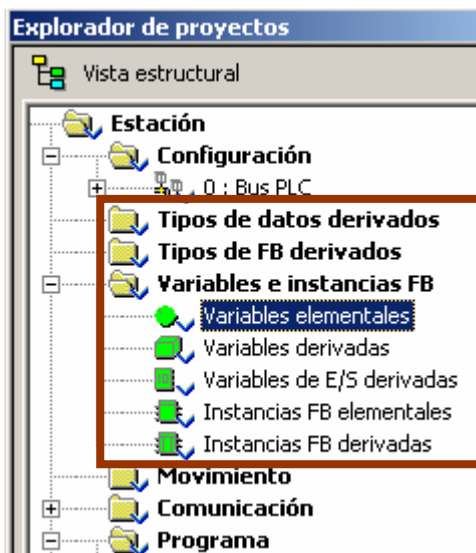 Explorador de proyectos
Vista estructural
Estación
Configuración
0 : Bus PLC
Tipos de datos derivados
Tipos de FB derivados
Variables e instancias FB
Variables elementales
Variables derivadas
Variables de E/S derivadas
Instancias FB elementales
Instancias FB derivadas
Movimiento
Comunicación
Programa